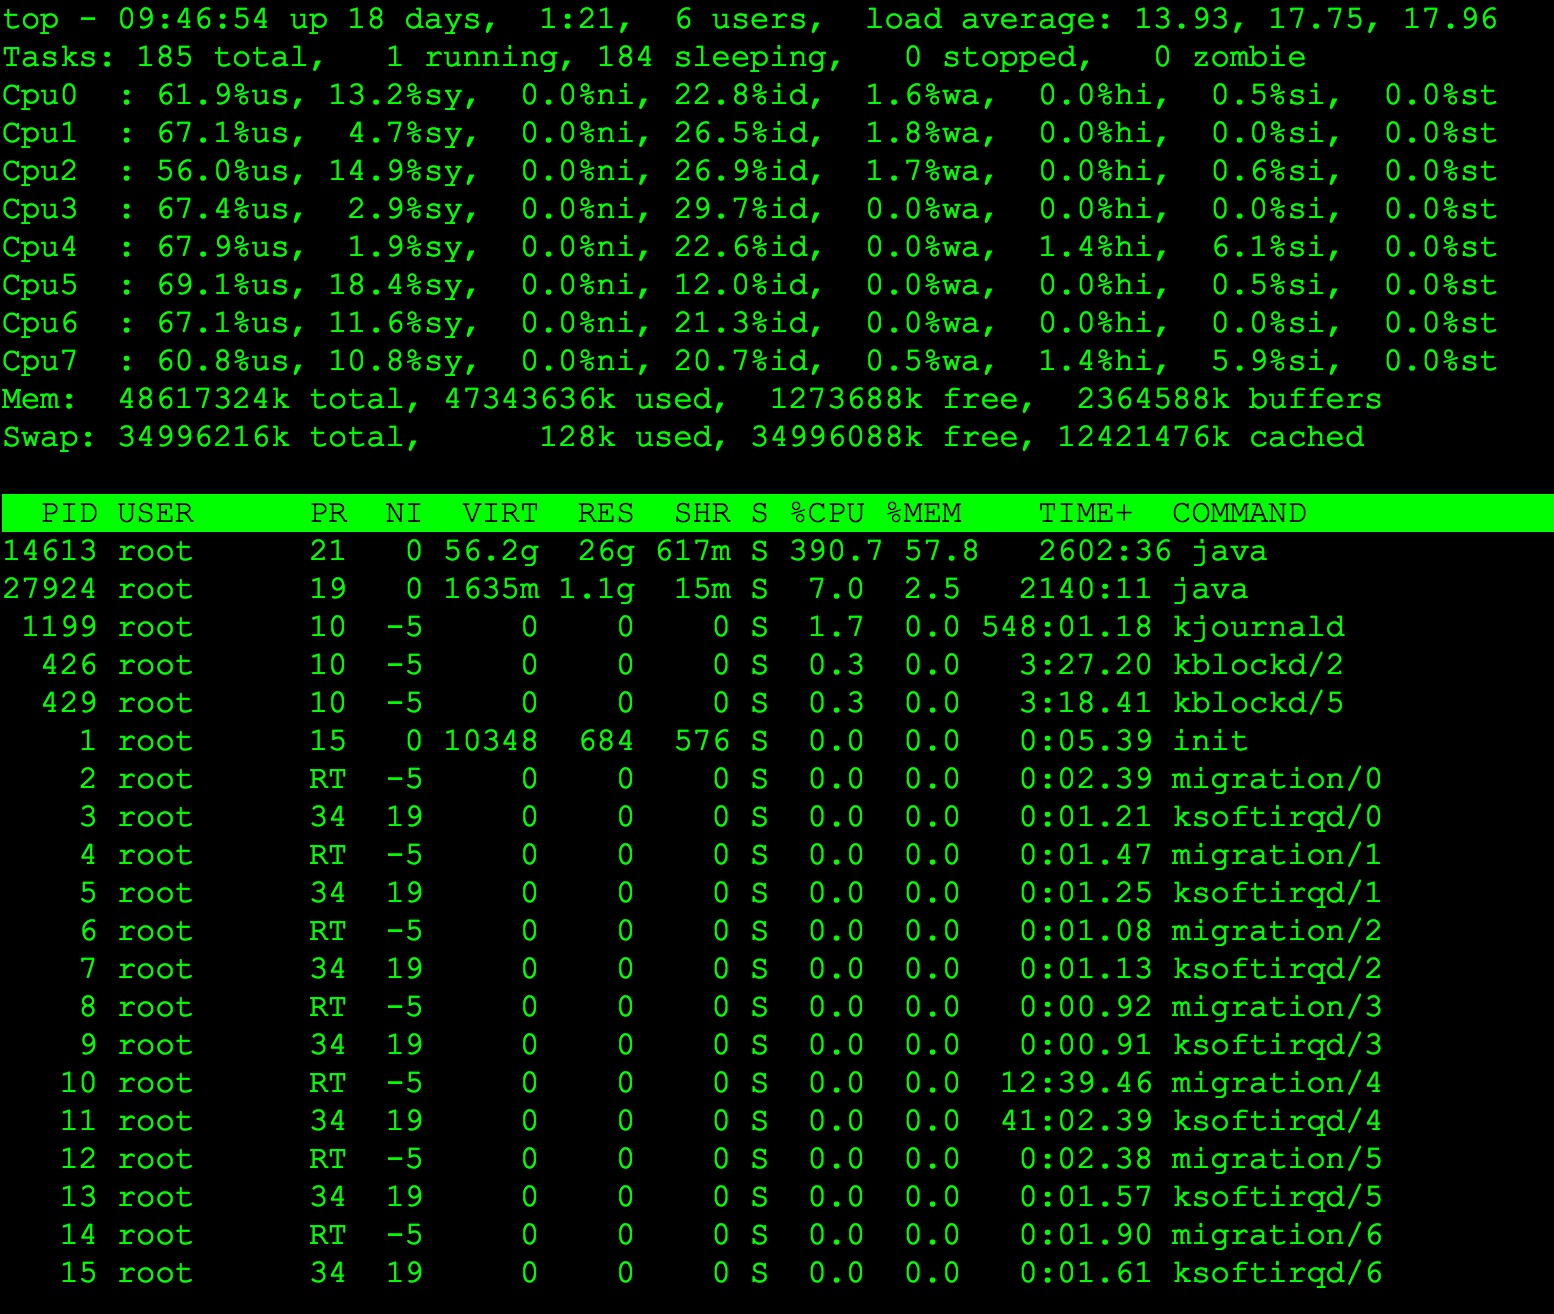 top - 09:46:54 up 18 days,  1:21,  6 users,  load average: 13.93, 17.75, 17.96
Tasks: 185 total,   1 running, 184 sleeping,   0 stopped,   0 zombie
Cpu0  : 61.9%us, 13.2%sy,  0.0%ni, 22.8%id,  1.6%wa,  0.0%hi,  0.5%si,  0.0%st
Cpu1  : 67.1%us,  4.7%sy,  0.0%ni, 26.5%id,  1.8%wa,  0.0%hi,  0.0%si,  0.0%st
Cpu2  : 56.0%us, 14.9%sy,  0.0%ni, 26.9%id,  1.7%wa,  0.0%hi,  0.6%si,  0.0%st
Cpu3  : 67.4%us,  2.9%sy,  0.0%ni, 29.7%id,  0.0%wa,  0.0%hi,  0.0%si,  0.0%st
Cpu4  : 67.9%us,  1.9%sy,  0.0%ni, 22.6%id,  0.0%wa,  1.4%hi,  6.1%si,  0.0%st
Cpu5  : 69.1%us, 18.4%sy,  0.0%ni, 12.0%id,  0.0%wa,  0.0%hi,  0.5%si,  0.0%st
Cpu6  : 67.1%us, 11.6%sy,  0.0%ni, 21.3%id,  0.0%wa,  0.0%hi,  0.0%si,  0.0%st
Cpu7  : 60.8%us, 10.8%sy,  0.0%ni, 20.7%id,  0.5%wa,  1.4%hi,  5.9%si,  0.0%st
Mem:  48617324k total, 47343636k used,  1273688k free,  2364588k buffers
Swap: 34996216k total,      128k used, 34996088k free, 12421476k cached
  PID USER      PR  NI  VIRT  RES  SHR S %CPU %MEM    TIME+  COMMAND
14613 root      21   0 56.2g  26g 617m S 390.7 57.8   2602:36 java
27924 root      19   0 1635m 1.1g  15m S  7.0  2.5   2140:11 java
 1199 root      10  -5     0    0    0 S  1.7  0.0 548:01.18 kjournald
  426 root      10  -5     0    0    0 S  0.3  0.0   3:27.20 kblockd/2
  429 root      10  -5     0    0    0 S  0.3  0.0   3:18.41 kblockd/5
    1 root      15   0 10348  684  576 S  0.0  0.0   0:05.39 init
    2 root      RT  -5     0    0    0 S  0.0  0.0   0:02.39 migration/0
    3 root      34  19     0    0    0 S  0.0  0.0   0:01.21 ksoftirqd/0
    4 root      RT  -5     0    0    0 S  0.0  0.0   0:01.47 migration/1
    5 root      34  19     0    0    0 S  0.0  0.0   0:01.25 ksoftirqd/1
    6 root      RT  -5     0    0    0 S  0.0  0.0   0:01.08 migration/2
    7 root      34  19     0    0    0 S  0.0  0.0   0:01.13 ksoftirqd/2
    8 root      RT  -5     0    0    0 S  0.0  0.0   0:00.92 migration/3
    9 root      34  19     0    0    0 S  0.0  0.0   0:00.91 ksoftirqd/3
   10 root      RT  -5     0    0    0 S  0.0  0.0  12:39.46 migration/4
   11 root      34  19     0    0    0 S  0.0  0.0  41:02.39 ksoftirqd/4
   12 root      RT  -5     0    0    0 S  0.0  0.0   0:02.38 migration/5
   13 root      34  19     0    0    0 S  0.0  0.0   0:01.57 ksoftirqd/5
   14 root      RT  -5     0    0    0 S  0.0  0.0   0:01.90 migration/6
   15 root      34  19     0    0    0 S  0.0  0.0   0:01.61 ksoftirqd/6